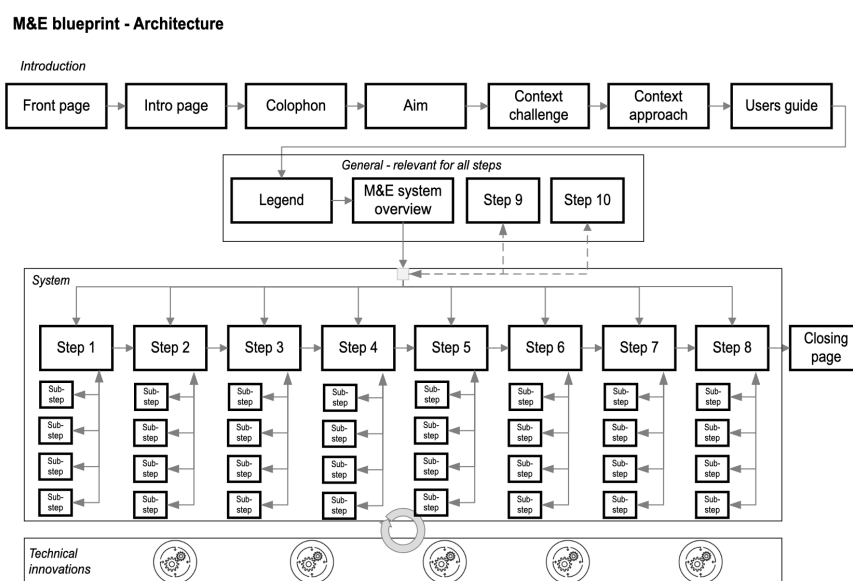 M&E blueprint - Architecture
Introduction
Front page
Intro page
Colophon
Aim
Context
challenge
Context
approach
Users guide
General - relevant for all steps
Legend
M&E system
overview
Step 9
Step 10
System
Step 1
Step 2
Step 3
Step 4
Step 5
Step 6
Step 7
Step 8
Closing
page
Sub-
step
Sub-
step
Sub-
step
Sub-
step
Sub-
step
Sub-
step
Sub-
step
Sub-
step
Sub-
step
Sub-
step
Sub-
step
Sub-
step
Sub-
step
Sub-
step
Sub-
step
Sub-
step
Sub-
step
Sub-
step
Sub-
step
Sub-
step
Sub-
step
Sub-
step
Sub-
step
Sub-
step
Sub-
step
Sub-
step
Sub-
step
Sub-
step
Sub-
step
Sub-
step
Sub-
step
Sub-
step
Technical
innovations